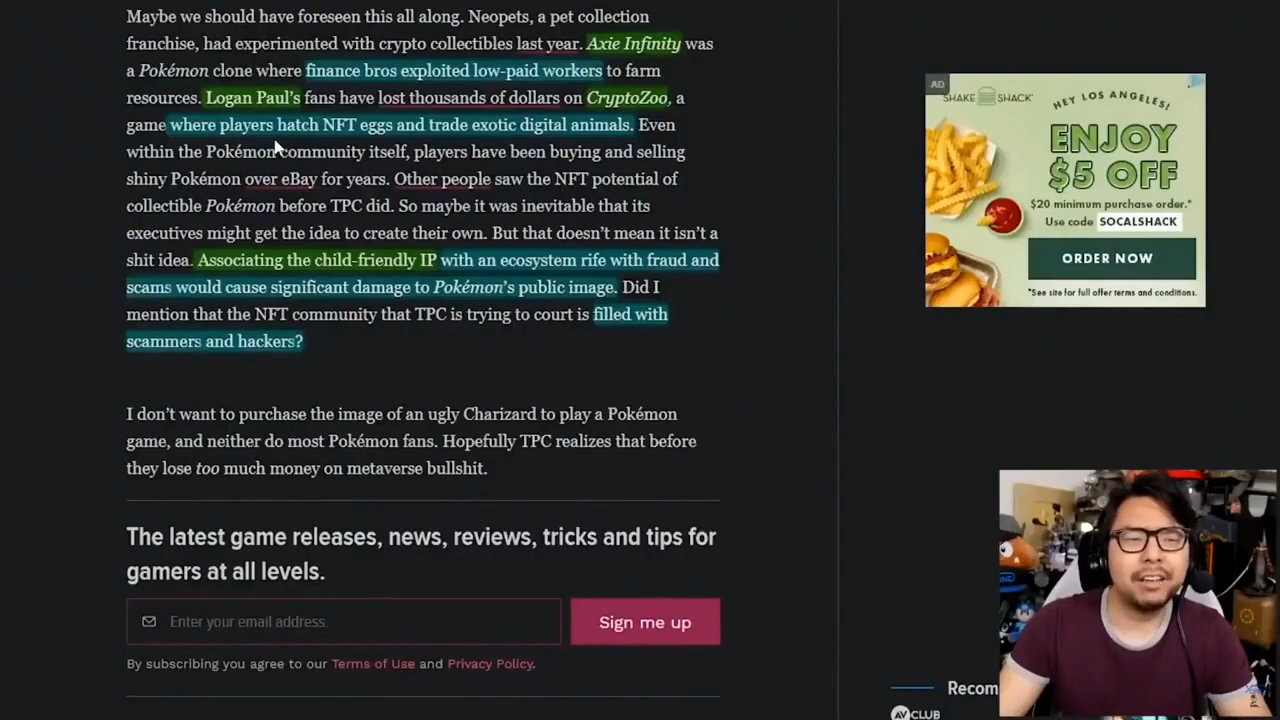 Maybe we should have foreseen this all along. Neopets, a pet collection
franchise, had experimented with crypto collectibles last year. Axie Infinity was
a Pokémon clone where finance bros exploited low-paid workers to farm
resources. Logan Paul's fans have lost thousands of dollars on CryptoZoo, a
game where players hatch NFT eggs and trade exotic digital animals. Even
within the Pokémon community itself, players have been buying and selling
shiny Pokémon over eBay for years. Other people saw the NFT potential of
collectible Pokémon before TPC did. So maybe it was inevitable that its
executives might get the idea to create their own. But that doesn't mean it isn't a
shit idea. Associating the child-friendly IP with an ecosystem rife with fraud and
scams would cause significant damage to Pokémon's public image. Did I
mention that the NFT community that TPC is trying to court is filled with
scammers and hackers?
I don't want to purchase the image of an ugly Charizard to play a Pokémon
game, and neither do most Pokémon fans. Hopefully TPC realizes that before
they lose too much money on metaverse bullshit.
The latest game releases, news, reviews, tricks and tips for
gamers at all levels.
Enter your email address.
Sign me up
By subscribing you agree to our Terms of Use and Privacy Policy.
AD
SHAKE SHACK
HEY LOS ANGELES!
ENJOY
$5 OFF
$20 minimum purchase order.*
Use code SOCALSHACK
ORDER NOW
*See site for full offer terms and conditions.
Recom
AV CLUB